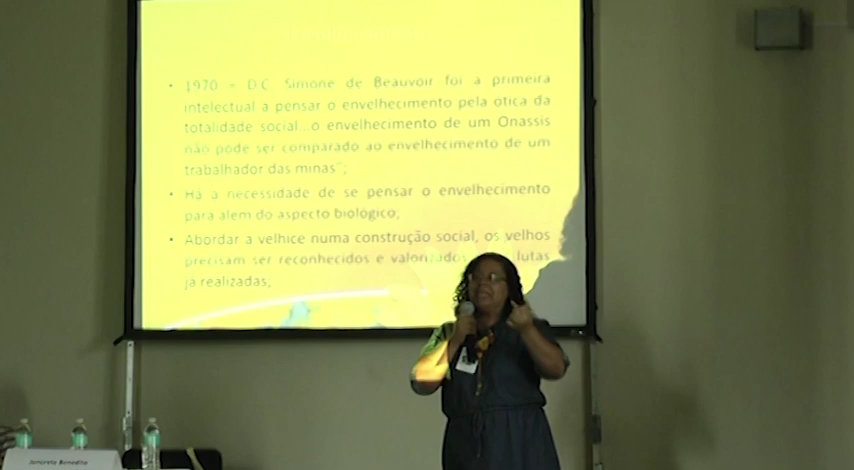 • 1970 – D.C. Simone de Beauvoir foi a primeira
intelectual a pensar o envelhecimento pela ótica da
totalidade social...o envelhecimento de um Onassis
não pode ser comparado ao envelhecimento de um
trabalhador das minas";
• Há a necessidade de se pensar o envelhecimento
para além do aspecto biológico;
• Abordar a velhice numa construção social, os velhos
precisam ser reconhecidos e valorizados lutas
já realizadas;
Benedito